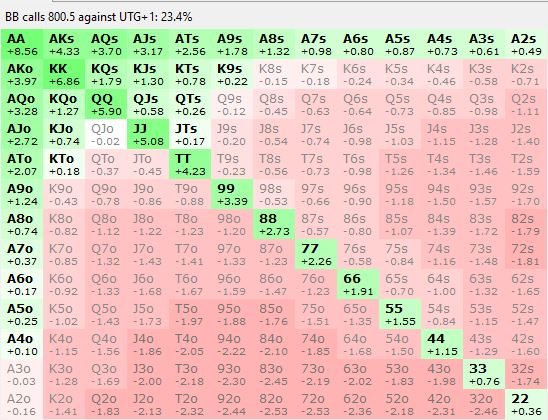 BB calls 800.5 against UTG+1: 23.4%
AA AKs AQs AJs ATs A9s A8s A7s A6s A5s A4s A3s A2s
+8.56 +4.33 +3.70 +3.17 +2.56 +1.78 +1.32 +0.98 +0.80 +0.87 +0.73 +0.61 +0.49
AKo KK KQs KJs KTs K9s K8s K7s K6s K5s K4s K3s K2s
+3.97 +6.86 +1.79 +1.30 +0.78 +0.22 -0.15 -0.18 -0.24 -0.34 -0.46 -0.58 -0.71
AQo KQo QQ QJs QTs Q9s Q8s Q7s Q6s Q5s Q4s Q3s Q2s
+3.28 +1.27 +5.90 +0.58 +0.26 -0.12 -0.45 -0.63 -0.64 -0.73 -0.85 -0.98 -1.11
AJo KJo QJo JJ JTs J9s J8s J7s J6s J5s J4s J3s J2s
+2.72 +0.74 -0.02 +5.08 +0.17 -0.20 -0.54 -0.74 -0.98 -1.03 -1.15 -1.28 -1.40
ATo KTo QTo JTo TT T9s T8s T7s T6s T5s T4s T3s T2s
+2.07 +0.18 -0.37 -0.45 +4.23 -0.23 -0.56 -0.73 -0.98 -1.26 -1.34 -1.46 -1.59
A9o K9o Q9o J9o T9o 99 98s 97s 96s 95s 94s 93s 92s
+1.24 -0.43 -0.78 -0.86 -0.88 +3.39 -0.53 -0.66 -0.90 -1.18 -1.50 -1.57 -1.70
A8o K8o Q8o J8o T8o 98o 88 87s 86s 85s 84s 83s 82s
+0.74 -0.82 -1.12 -1.22 -1.23 -1.20 +2.73 -0.57 -0.80 -1.07 -1.39 -1.72 -1.79
A7o K7o Q7o J7o T7o 97o 87o 77 76s 75s 74s 73s 72s
+0.37 -0.85 -1.32 -1.43 -1.41 -1.33 -1.23 +2.26 -0.58 -0.84 -1.16 -1.48 -1.81
A6o K6o Q6o J6o T6o 96o 86o 76o 66 65s 64s 63s 62s
+0.17 -0.92 -1.33 -1.68 -1.67 -1.59 -1.47 -1.23 +1.91 -0.70 -1.00 -1.32 -1.65
A5o K5o Q5o J5o T5o 95o 85o 75o 65o 55 54s 53s 52s
+0.25 -1.02 -1.43 -1.73 -1.97 -1.88 -1.76 -1.51 -1.35 +1.55 -0.84 -1.15 -1.47
A4o K4o Q4o J4o T4o 94o 84o 74o 64o 54o 44 43s 42s
+0.10 -1.15 -1.56 -1.86 -2.05 -2.22 -2.10 -1.85 -1.68 -1.50 +1.15 -1.29 -1.60
A3o K3o Q3o J3o T3o 93o 83o 73o 63o 53o 43o 33 32s
-0.03 -1.28 -1.69 -2.00 -2.18 -2.30 -2.45 -2.19 -2.02 -1.83 -1.98 +0.76 -1.74
A2o K2o Q2o J2o T2o 92o 82o 72o 62o 52o 42o 32o 22
-0.16 -1.41 -1.83 -2.13 -2.32 -2.44 -2.53 -2.53 -2.36 -2.18 -2.31 -2.46 +0.36